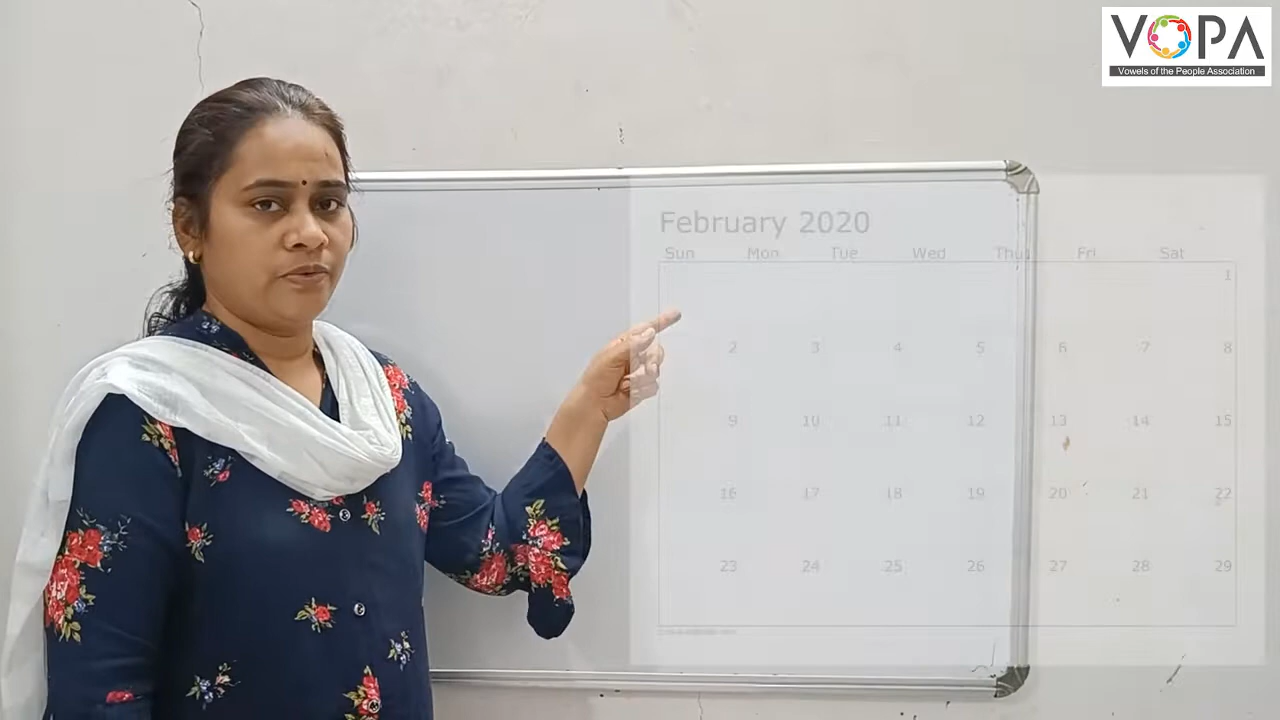 VOPA
Vowels of the People Association
February 2020
Sun Mon Tue Wed Thu Fri Sat
1
2 3 4 5 6 7 8
9 10 11 12 13 14 15
16 17 18 19 20 21 22
23 24 25 26 27 28 29